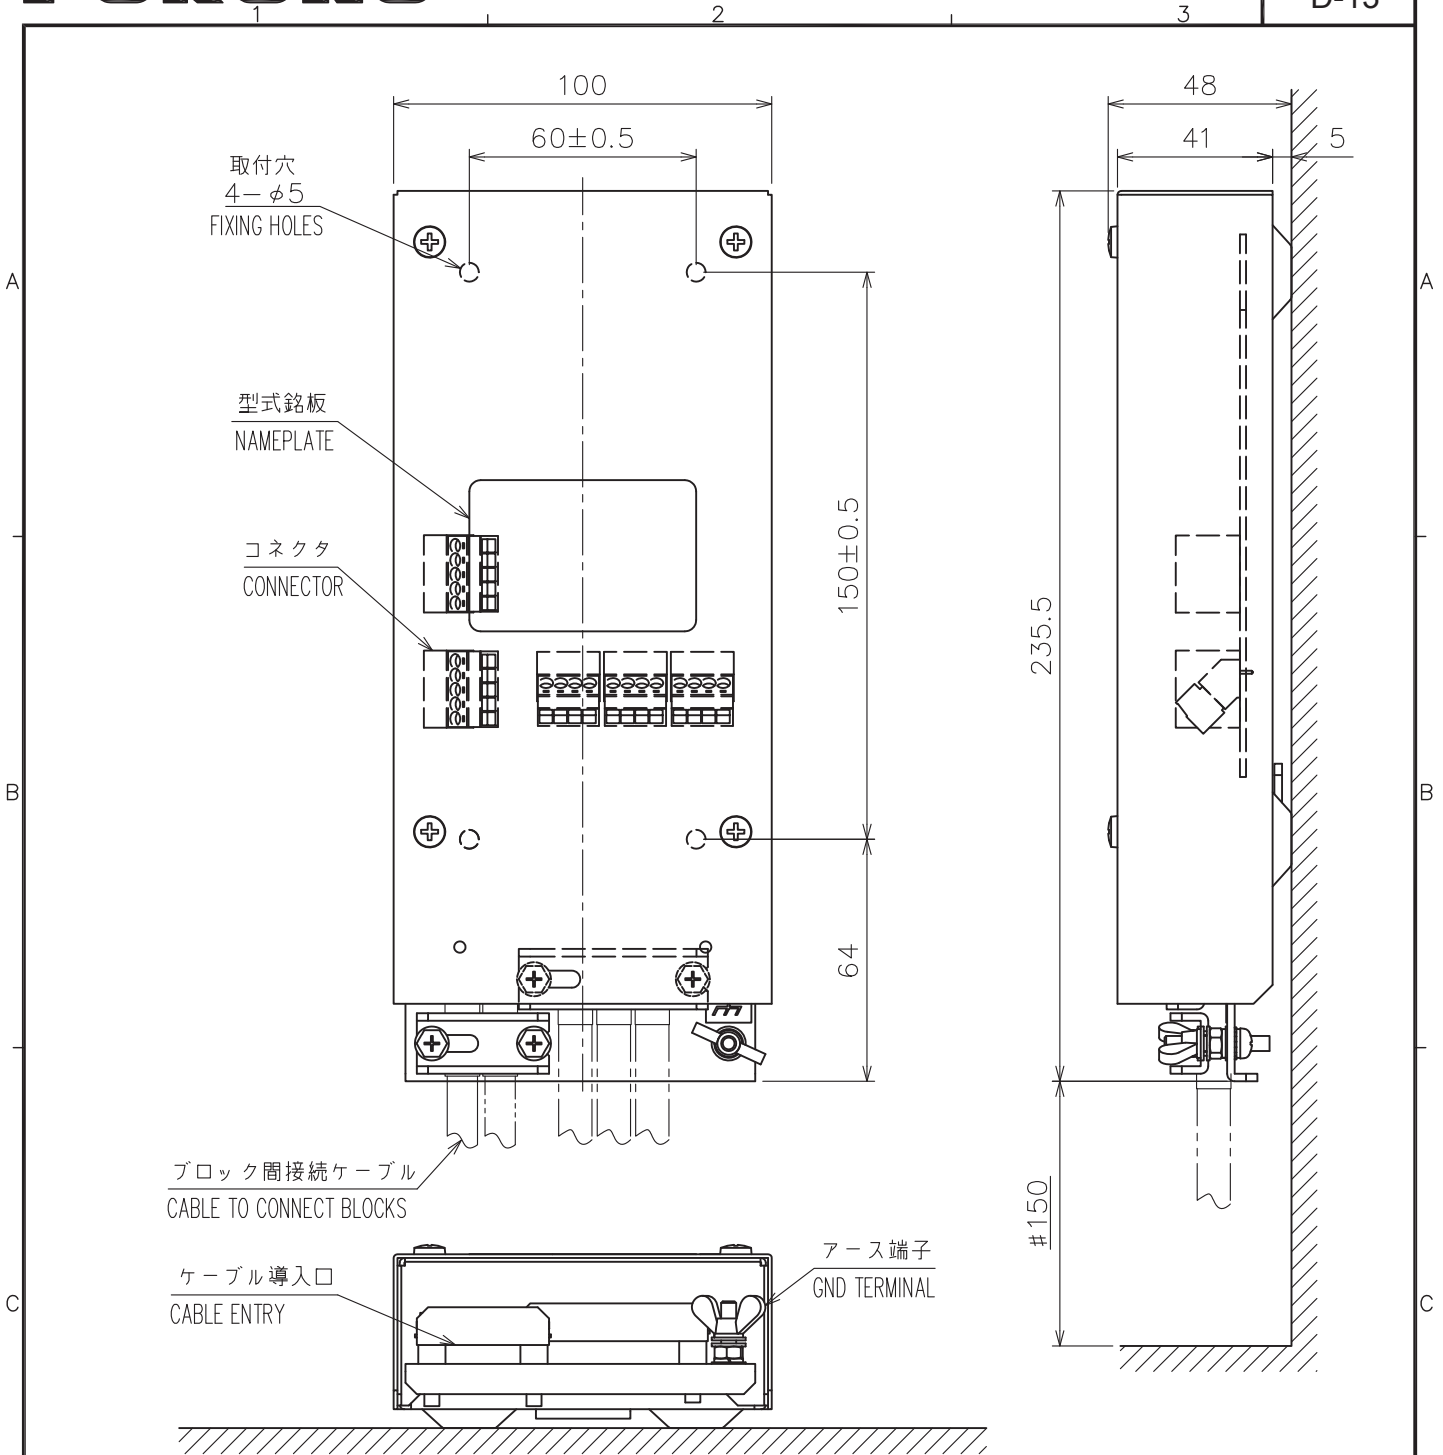 1
2
3
100
60±0.5
48
41
5
取付穴
4-φ5
FIXING HOLES
A
A
型式銘板
NAMEPLATE
コネクタ
CONNECTOR
150±0.5
235.5
B
B
64
ブロック間接続ケーブル
CABLE TO CONNECT BLOCKS
#150
アース端子
GND TERMINAL
ケーブル導入口
CABLE ENTRY
C
C